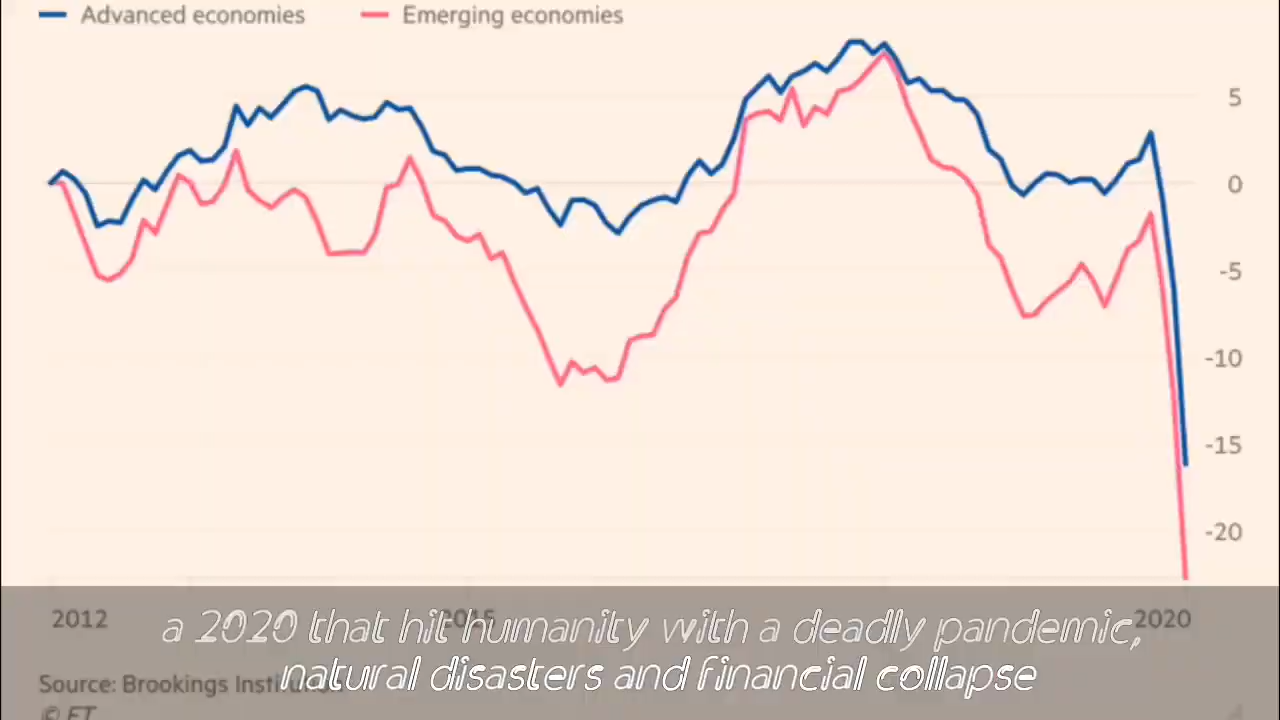 Advanced economies Emerging economies
5
0
-5
-10
-15
-20
2012 2020
a 2020 that hit humanity with a deadly pandemic,
natural disasters and financial collapse
Source: Brookings
© FT